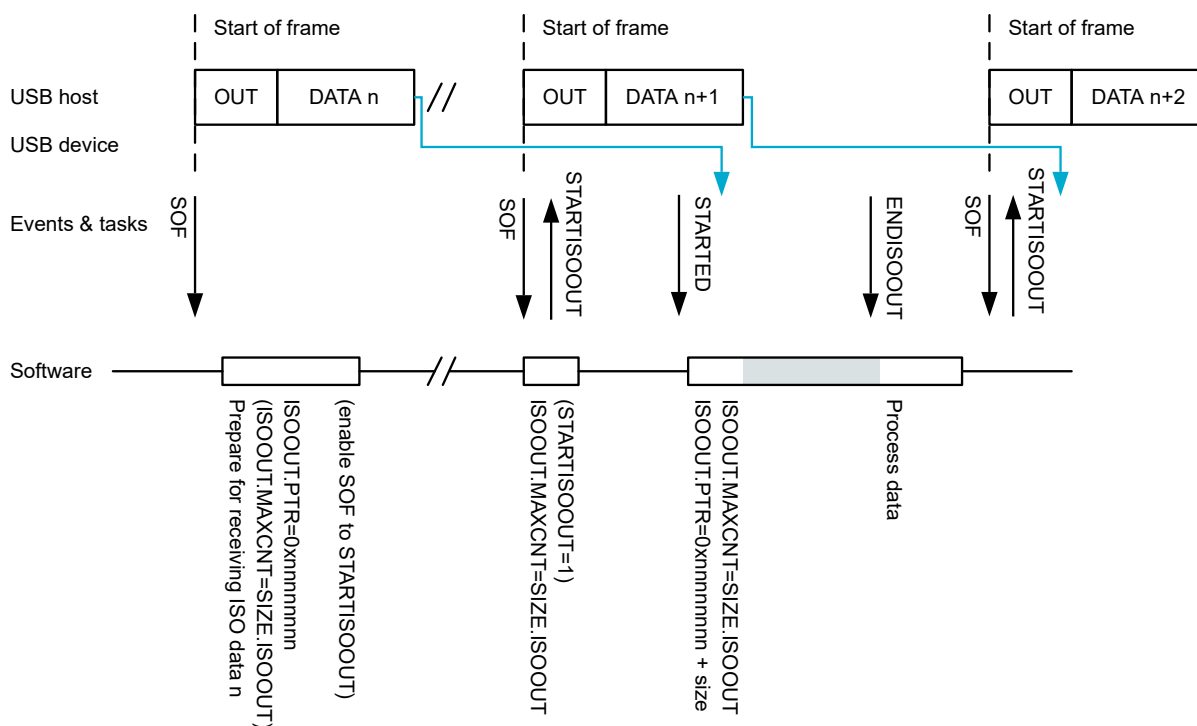 Start of frame
Start of frame
Start of frame
USB host
OUT
DATA n
OUT
DATA n+1
OUT
DATA n+2
USB device
Events & tasks
SOF
SOF
STARTISOOUT
STARTED
ENDISOOUT
SOF
STARTISOOUT
Software
Prepare for receiving ISO data n
(ISOOUT.MAXCNT=SIZE.ISOOUT)
ISOOUT.PTR=0xnnnnnnnn
(enable SOF to STARTISOOUT)
ISOOUT.MAXCNT=SIZE.ISOOUT
(STARTISOOUT=1)
ISOOUT.PTR=0xnnnnnnnn + size
ISOOUT.MAXCNT=SIZE.ISOOUT
Process data